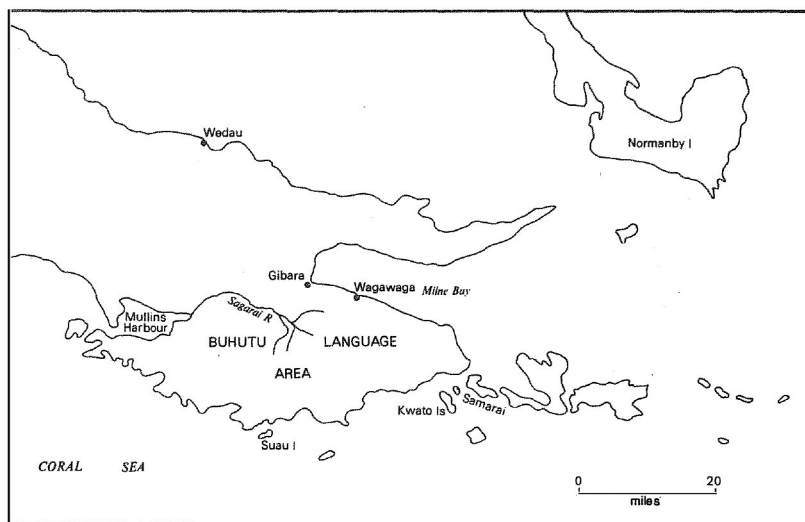 Normanby I
Wedau
Gibara
Wagawaga
Milne Bay
Mullins
Harbour
Sagarai R
BUHUTU LANGUAGE
AREA
Kwato Is
Samarai
Suau I
CORAL SEA
0 20
miles